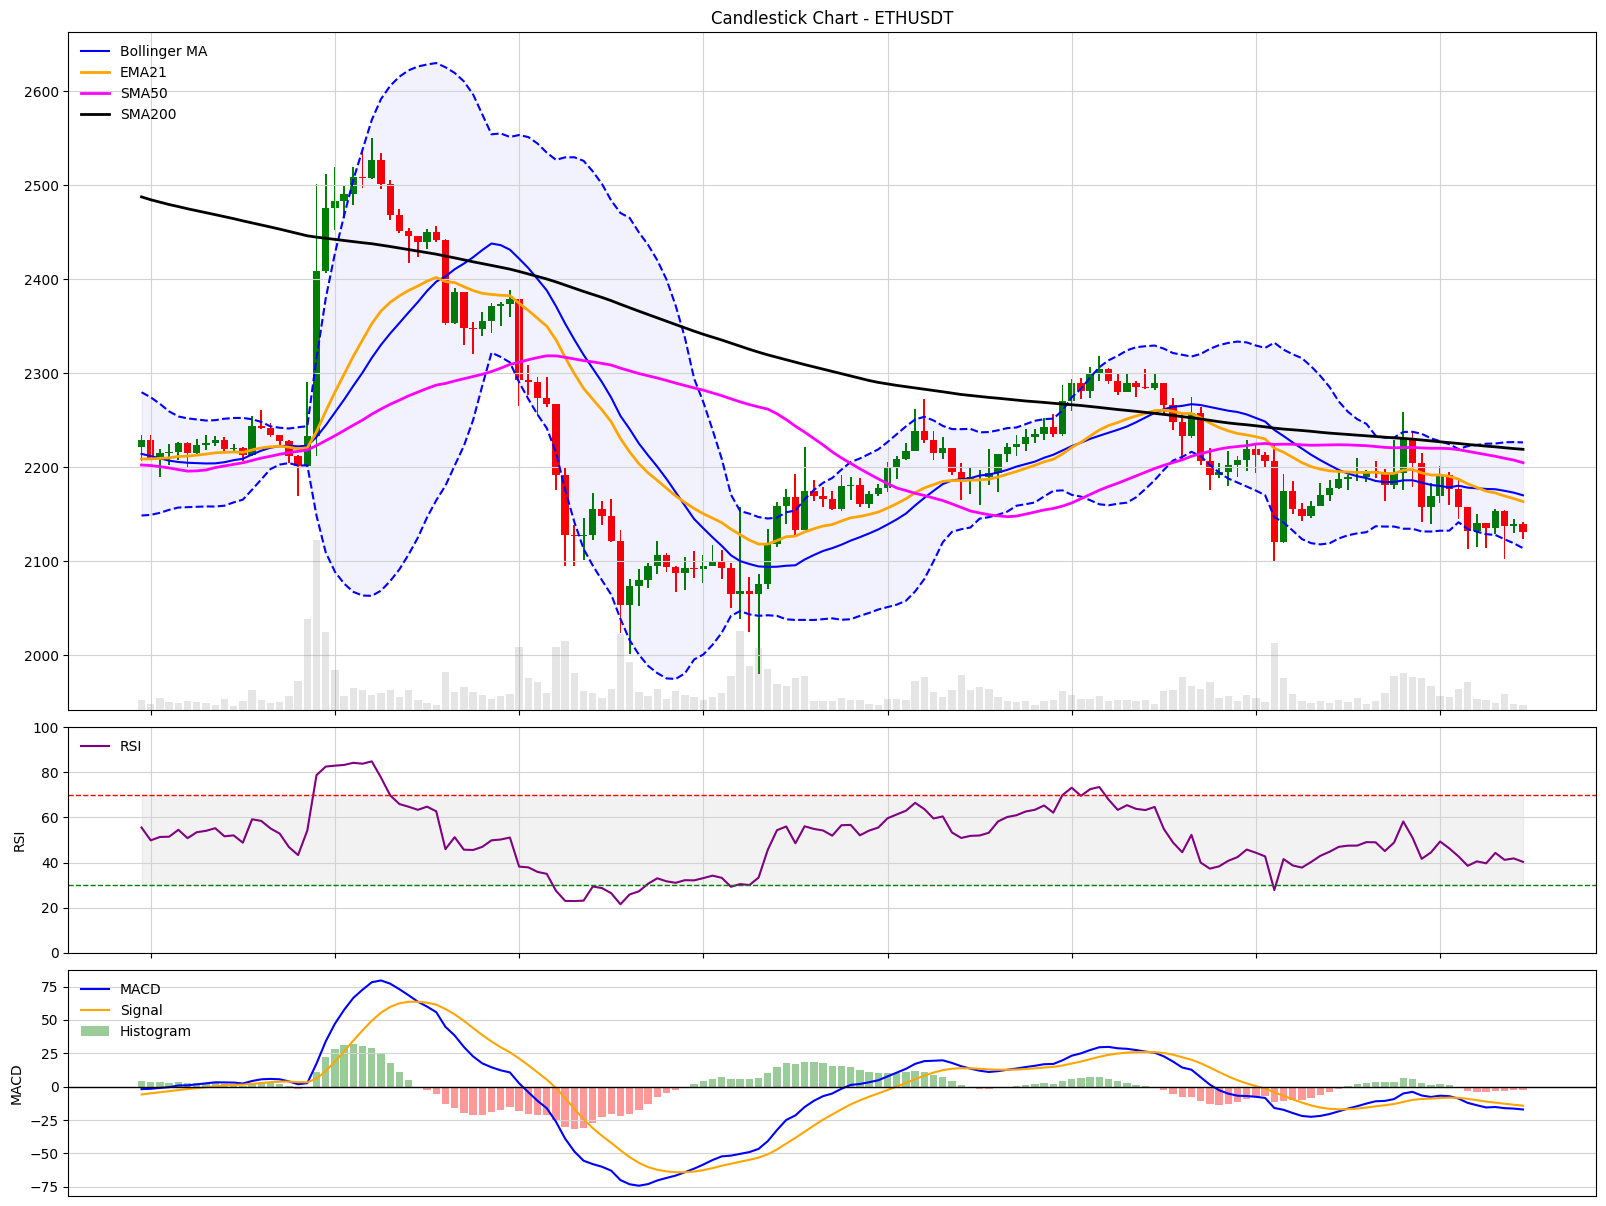 Candlestick Chart - ETHUSDT
Bollinger MA
EMA21
SMA50
SMA200
2600
2500
2400
2300
2200
2100
2000
RSI
100
80
60
40
20
0
RSI
MACD
Signal
Histogram
75
50
25
0
−25
−50
−75
MACD